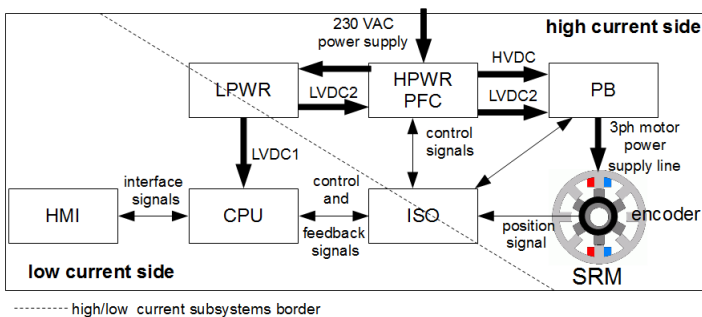 230 VAC
power supply
high current side
HVDC
LPWR
HPWR
PFC
PB
LVDC2
LVDC2
control
signals
3ph motor
power
supply line
LVDC1
interface
signals
control
and
feedback
signals
HMI
CPU
ISO
position
signal
encoder
low current side
SRM
high/low current subsystems border